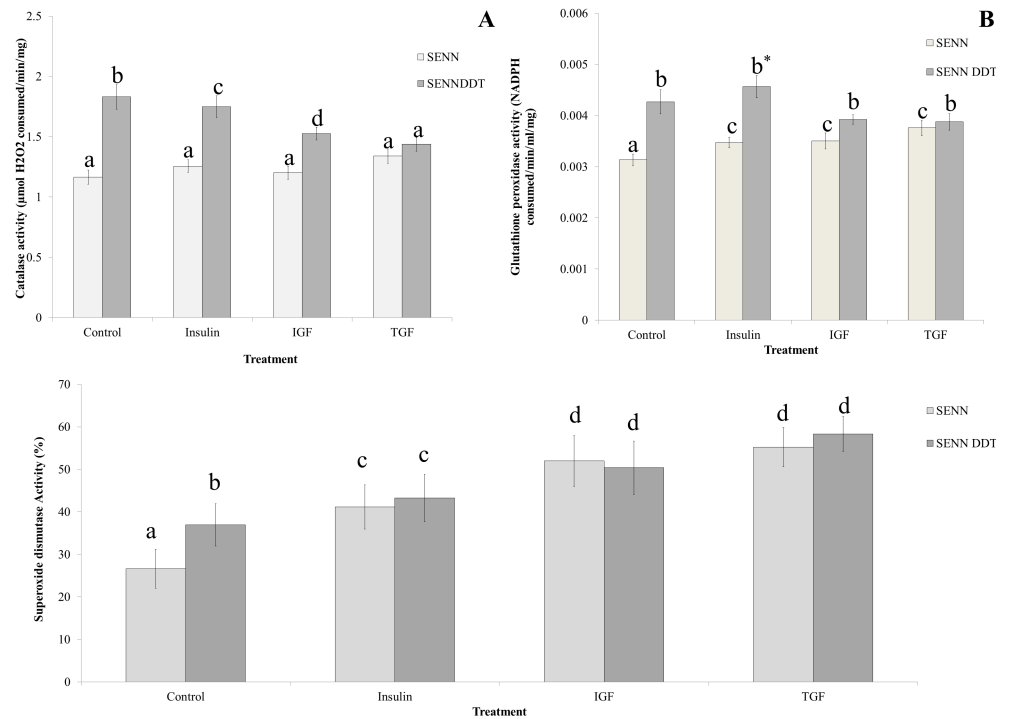 A
2.5
2
1.5
1
0.5
0
Catalase activity (µmol H2O2 consumed/min/mg)
SENN
SENNDDT
a b
a c
a d
a a
Control Insulin IGF TGF
Treatment
B
0.006
0.005
0.004
0.003
0.002
0.001
0
Glutathione peroxidase activity (NADPH
consumed/min/ml/mg)
SENN
SENN DDT
a b
c b*
c b
c b
Control Insulin IGF TGF
Treatment
70
60
50
40
30
20
10
0
Superoxide dismutase Activity (%)
SENN
SENN DDT
a b
c c
d d
d d
Control Insulin IGF TGF
Treatment